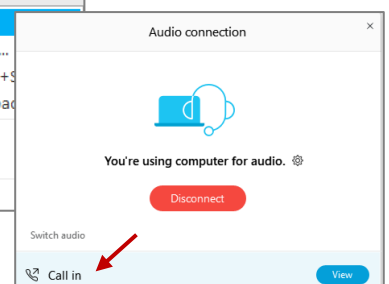 Audio connection
You're using computer for audio.
Disconnect
Switch audio
Call in
View